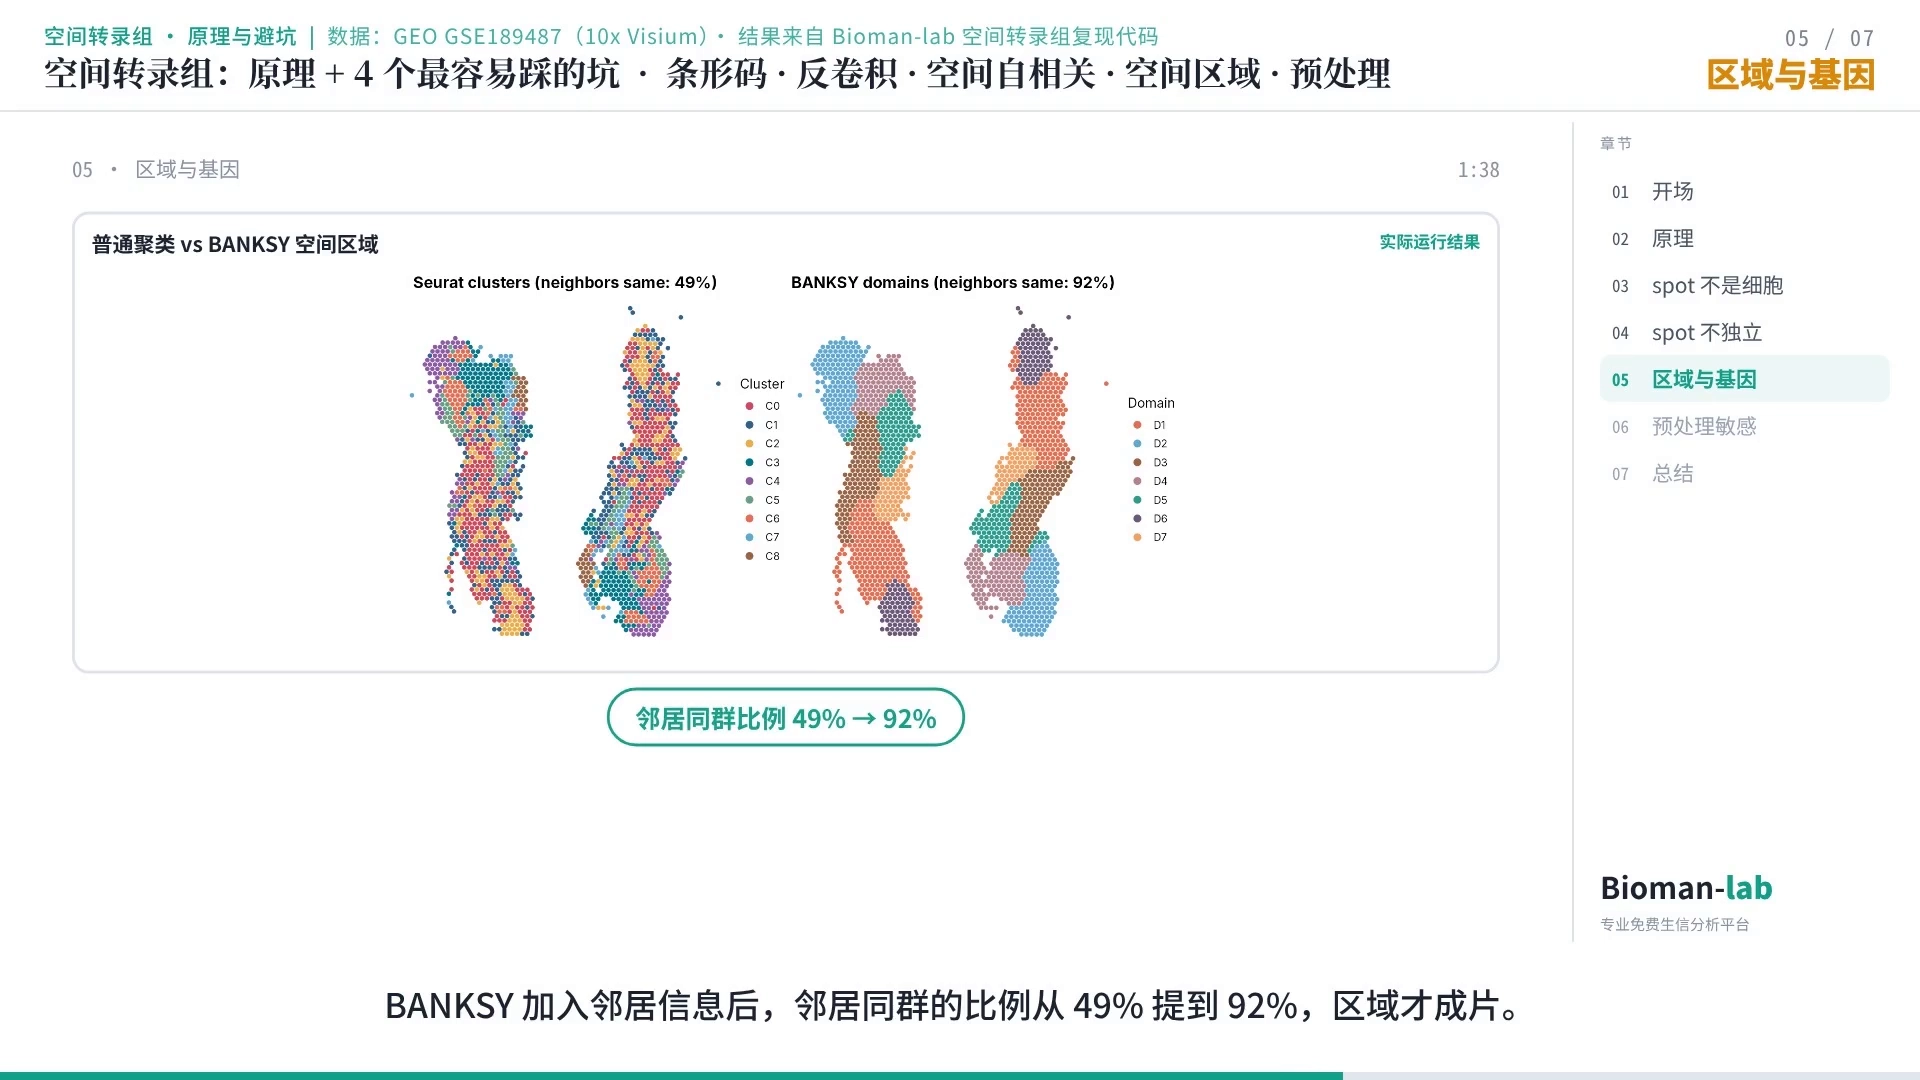 空间转录组 · 原理与避坑 | 数据：GEO GSE189487（10x Visium）· 结果来自 Bioman-lab 空间转录组复现代码
05 / 07
空间转录组：原理 + 4 个最容易踩的坑 · 条形码 · 反卷积 · 空间自相关 · 空间区域 · 预处理
区域与基因
05 · 区域与基因
1:38
普通聚类 vs BANKSY 空间区域
实际运行结果
Seurat clusters (neighbors same: 49%)
BANKSY domains (neighbors same: 92%)
Cluster
C0
C1
C2
C3
C4
C5
C6
C7
C8
Domain
D1
D2
D3
D4
D5
D6
D7
邻居同群比例 49% → 92%
章节
01 开场
02 原理
03 spot 不是细胞
04 spot 不独立
05 区域与基因
06 预处理敏感
07 总结
Bioman-lab
专业免费生信分析平台
BANKSY 加入邻居信息后，邻居同群的比例从 49% 提到 92%，区域才成片。